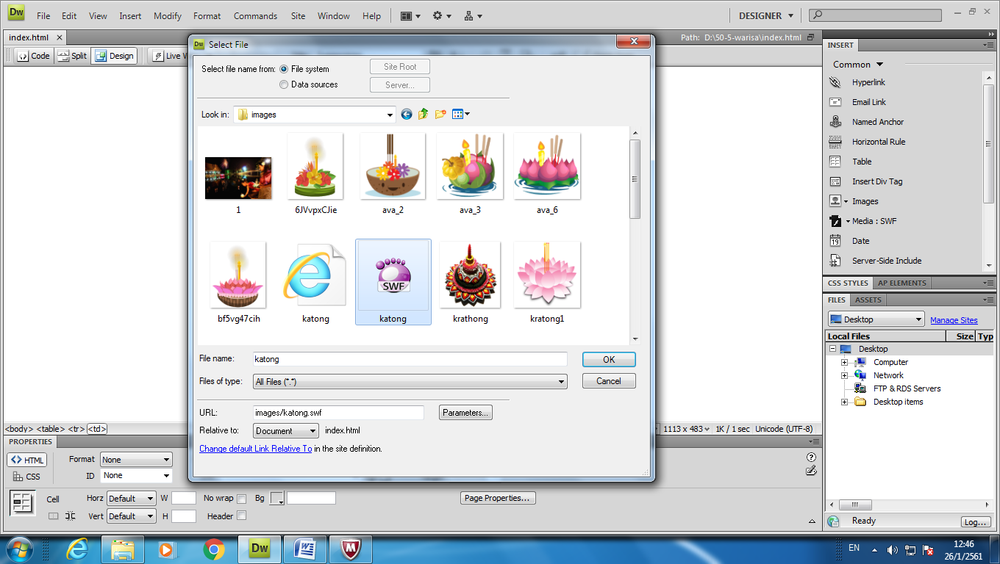 Dw File Edit View Insert Modify Format Commands Site Window Help DESIGNER
index.html Path: D:\50-5-warisa\index.html
Code Split Design Live V
Dw Select File
Select file name from: File system Site Root
Data sources Server...
Look in: images
1 6JVvpxCJie ava_2 ava_3 ava_6
SWF
bf5vg47cih katong katong krathong kratong1
File name: katong OK
Files of type: All Files (*.*) Cancel
URL: images/katong.swf Parameters...
Relative to: Document index.html
Change default Link Relative To in the site definition.
INSERT
Common
Hyperlink
Email Link
Named Anchor
Horizontal Rule
Table
Insert Div Tag
Images
Media : SWF
19 Date
Server-Side Include
CSS STYLES AP ELEMENTS
FILES ASSETS
Desktop Manage Sites
Local Files Size Typ
Desktop
Computer
Network
FTP & RDS Servers
Desktop items
Ready Log...
<body> <table> <tr> <td> 1113 x 483 1K / 1 sec Unicode (UTF-8)
PROPERTIES
HTML Format None
CSS ID None
Cell Horz Default W No wrap Bg Page Properties...
Vert Default H Header
Dw EN 12:46
26/1/2561